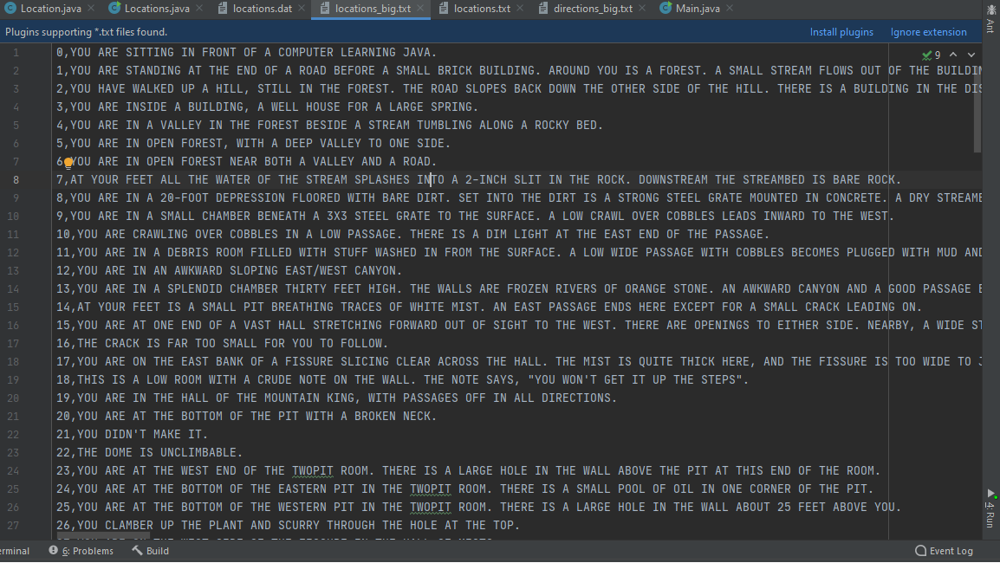 Location.java Locations.java locations.dat locations_big.txt locations.txt directions_big.txt Main.java
Ant
Plugins supporting *.txt files found. Install plugins Ignore extension
9
1 0,YOU ARE SITTING IN FRONT OF A COMPUTER LEARNING JAVA.
2 1,YOU ARE STANDING AT THE END OF A ROAD BEFORE A SMALL BRICK BUILDING. AROUND YOU IS A FOREST. A SMALL STREAM FLOWS OUT OF THE BUILDIN
3 2,YOU HAVE WALKED UP A HILL, STILL IN THE FOREST. THE ROAD SLOPES BACK DOWN THE OTHER SIDE OF THE HILL. THERE IS A BUILDING IN THE DIS
4 3,YOU ARE INSIDE A BUILDING, A WELL HOUSE FOR A LARGE SPRING.
5 4,YOU ARE IN A VALLEY IN THE FOREST BESIDE A STREAM TUMBLING ALONG A ROCKY BED.
6 5,YOU ARE IN OPEN FOREST, WITH A DEEP VALLEY TO ONE SIDE.
7 6,YOU ARE IN OPEN FOREST NEAR BOTH A VALLEY AND A ROAD.
8 7,AT YOUR FEET ALL THE WATER OF THE STREAM SPLASHES INTO A 2-INCH SLIT IN THE ROCK. DOWNSTREAM THE STREAMBED IS BARE ROCK.
9 8,YOU ARE IN A 20-FOOT DEPRESSION FLOORED WITH BARE DIRT. SET INTO THE DIRT IS A STRONG STEEL GRATE MOUNTED IN CONCRETE. A DRY STREAMB
10 9,YOU ARE IN A SMALL CHAMBER BENEATH A 3X3 STEEL GRATE TO THE SURFACE. A LOW CRAWL OVER COBBLES LEADS INWARD TO THE WEST.
11 10,YOU ARE CRAWLING OVER COBBLES IN A LOW PASSAGE. THERE IS A DIM LIGHT AT THE EAST END OF THE PASSAGE.
12 11,YOU ARE IN A DEBRIS ROOM FILLED WITH STUFF WASHED IN FROM THE SURFACE. A LOW WIDE PASSAGE WITH COBBLES BECOMES PLUGGED WITH MUD AND
13 12,YOU ARE IN AN AWKWARD SLOPING EAST/WEST CANYON.
14 13,YOU ARE IN A SPLENDID CHAMBER THIRTY FEET HIGH. THE WALLS ARE FROZEN RIVERS OF ORANGE STONE. AN AWKWARD CANYON AND A GOOD PASSAGE E
15 14,AT YOUR FEET IS A SMALL PIT BREATHING TRACES OF WHITE MIST. AN EAST PASSAGE ENDS HERE EXCEPT FOR A SMALL CRACK LEADING ON.
16 15,YOU ARE AT ONE END OF A VAST HALL STRETCHING FORWARD OUT OF SIGHT TO THE WEST. THERE ARE OPENINGS TO EITHER SIDE. NEARBY, A WIDE ST
17 16,THE CRACK IS FAR TOO SMALL FOR YOU TO FOLLOW.
18 17,YOU ARE ON THE EAST BANK OF A FISSURE SLICING CLEAR ACROSS THE HALL. THE MIST IS QUITE THICK HERE, AND THE FISSURE IS TOO WIDE TO J
19 18,THIS IS A LOW ROOM WITH A CRUDE NOTE ON THE WALL. THE NOTE SAYS, "YOU WON'T GET IT UP THE STEPS".
20 19,YOU ARE IN THE HALL OF THE MOUNTAIN KING, WITH PASSAGES OFF IN ALL DIRECTIONS.
21 20,YOU ARE AT THE BOTTOM OF THE PIT WITH A BROKEN NECK.
22 21,YOU DIDN'T MAKE IT.
23 22,THE DOME IS UNCLIMBABLE.
24 23,YOU ARE AT THE WEST END OF THE TWOPIT ROOM. THERE IS A LARGE HOLE IN THE WALL ABOVE THE PIT AT THIS END OF THE ROOM.
25 24,YOU ARE AT THE BOTTOM OF THE EASTERN PIT IN THE TWOPIT ROOM. THERE IS A SMALL POOL OF OIL IN ONE CORNER OF THE PIT.
26 25,YOU ARE AT THE BOTTOM OF THE WESTERN PIT IN THE TWOPIT ROOM. THERE IS A LARGE HOLE IN THE WALL ABOUT 25 FEET ABOVE YOU.
27 26,YOU CLAMBER UP THE PLANT AND SCURRY THROUGH THE HOLE AT THE TOP.
4: Run
erminal 6: Problems Build Event Log